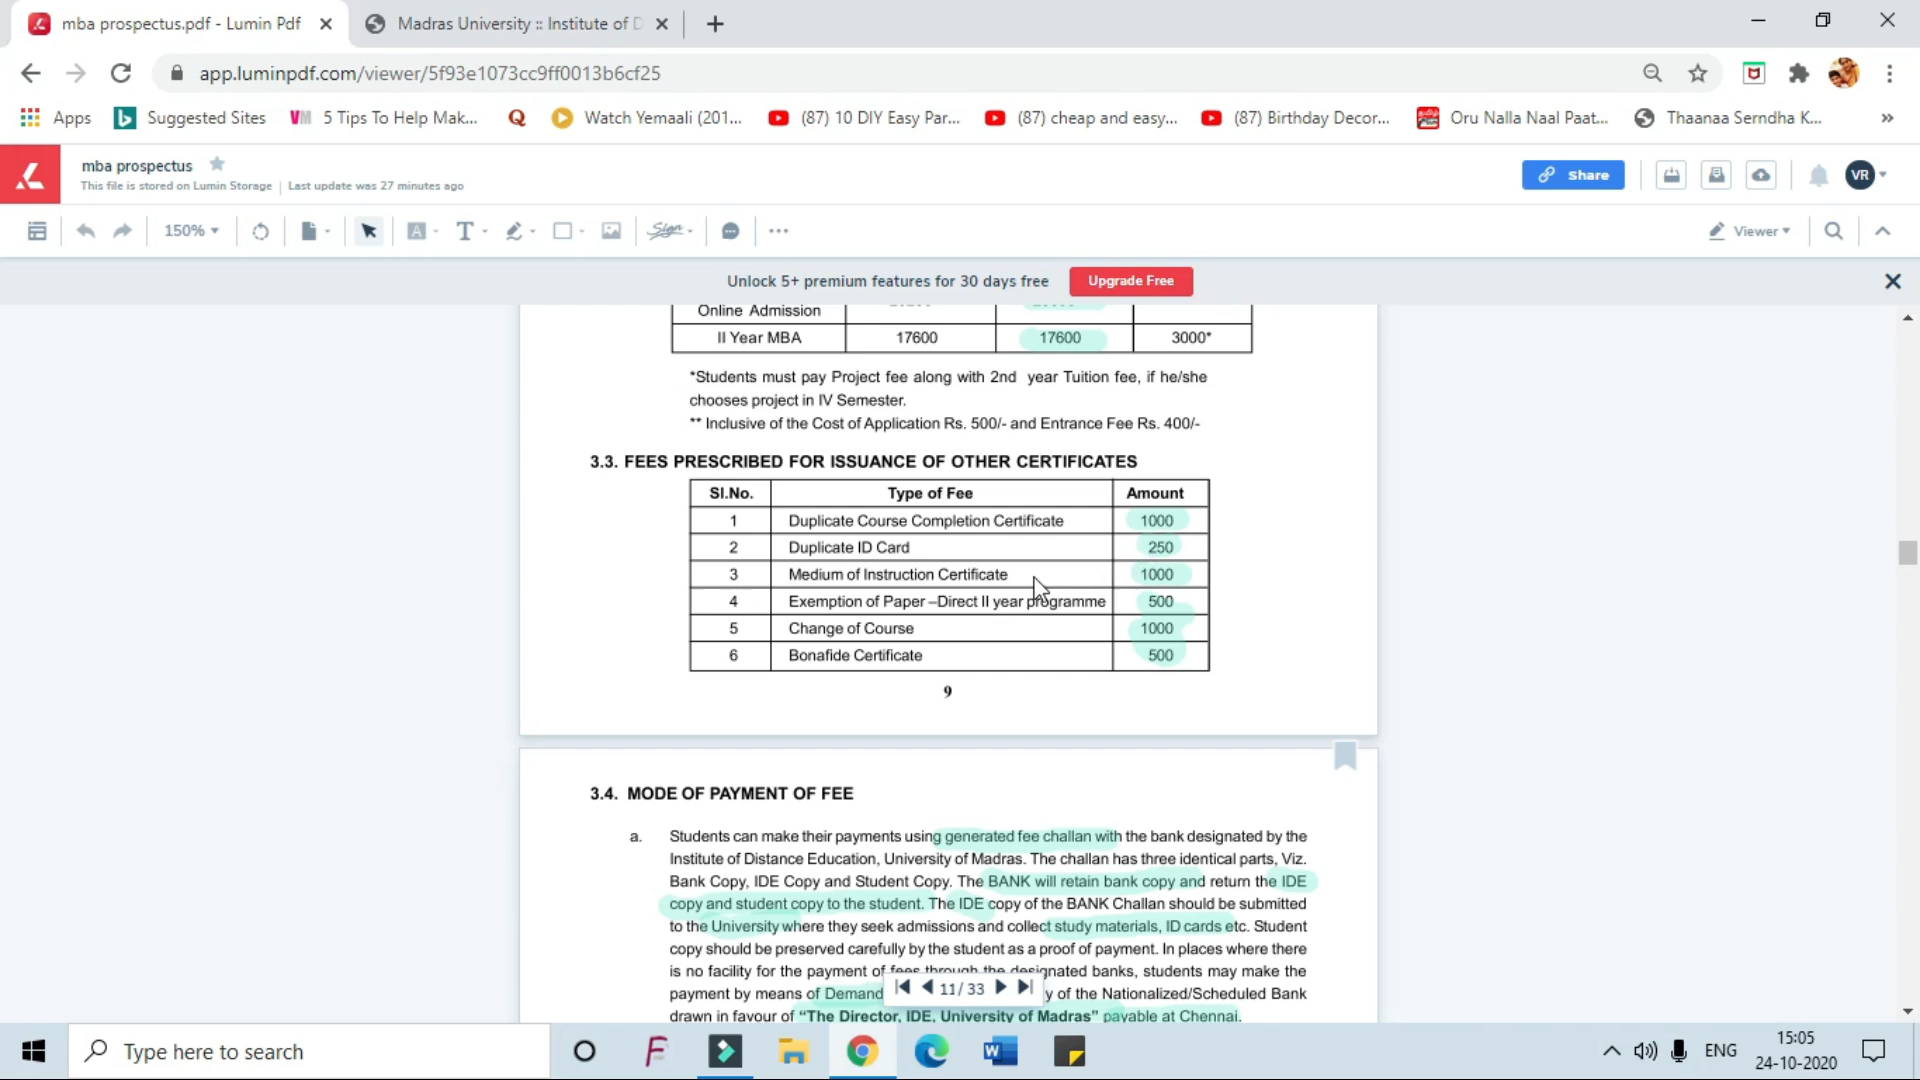 mba prospectus.pdf - Lumin Pdf
Madras University :: Institute of D
app.luminpdf.com/viewer/5f93e1073cc9ff0013b6cf25
Apps
Suggested Sites
VM 5 Tips To Help Mak...
Watch Yemaali (201...
(87) 10 DIY Easy Par...
(87) cheap and easy...
(87) Birthday Decor...
Oru Nalla Naal Paat...
Thaanaa Serndha K...
mba prospectus
This file is stored on Lumin Storage | Last update was 27 minutes ago
Share
VR
150%
Sign
Viewer
Unlock 5+ premium features for 30 days free
Upgrade Free
Online Admission
II Year MBA 17600 17600 3000*
*Students must pay Project fee along with 2nd year Tuition fee, if he/she
chooses project in IV Semester.
** Inclusive of the Cost of Application Rs. 500/- and Entrance Fee Rs. 400/-
3.3. FEES PRESCRIBED FOR ISSUANCE OF OTHER CERTIFICATES
Sl.No. Type of Fee Amount
1 Duplicate Course Completion Certificate 1000
2 Duplicate ID Card 250
3 Medium of Instruction Certificate 1000
4 Exemption of Paper –Direct II year programme 500
5 Change of Course 1000
6 Bonafide Certificate 500
9
3.4. MODE OF PAYMENT OF FEE
a. Students can make their payments using generated fee challan with the bank designated by the
Institute of Distance Education, University of Madras. The challan has three identical parts, Viz.
Bank Copy, IDE Copy and Student Copy. The BANK will retain bank copy and return the IDE
copy and student copy to the student. The IDE copy of the BANK Challan should be submitted
to the University where they seek admissions and collect study materials, ID cards etc. Student
copy should be preserved carefully by the student as a proof of payment. In places where there
is no facility for the payment of fees through the designated banks, students may make the
payment by means of Demand y of the Nationalized/Scheduled Bank
drawn in favour of “The Director, IDE, University of Madras” payable at Chennai.
11 / 33
Type here to search
ENG
15:05
24-10-2020